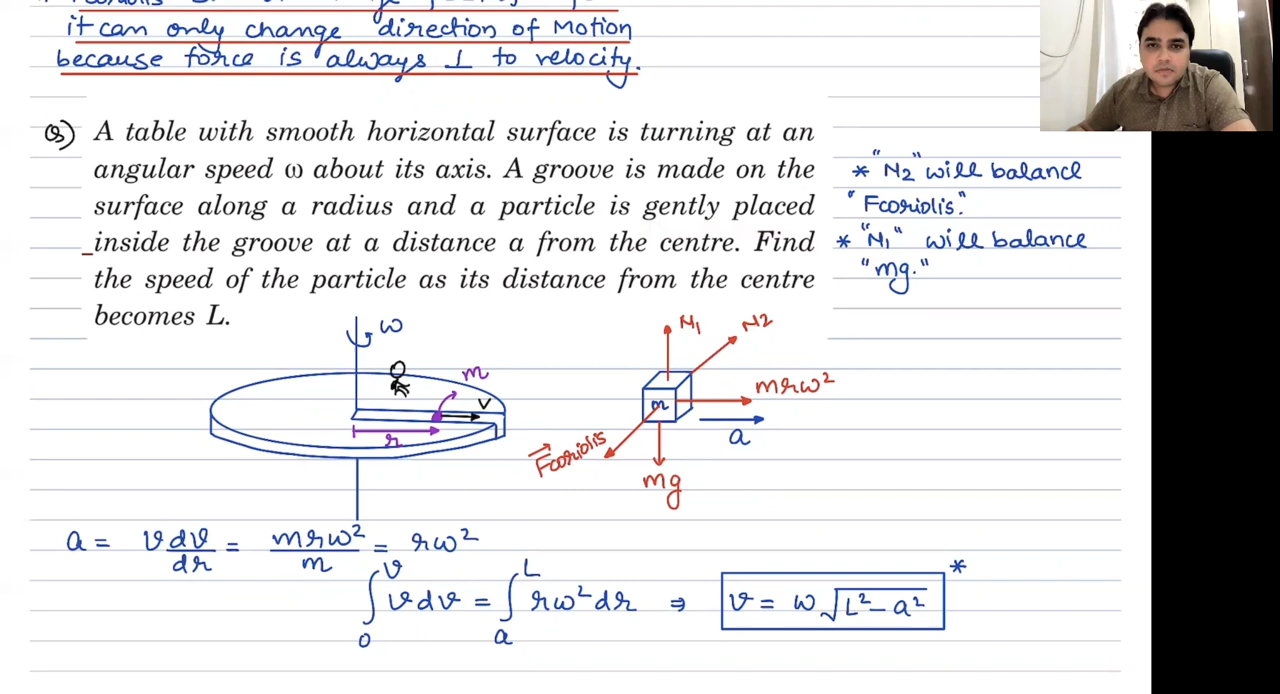 it can only change direction of Motion
because force is always ⊥ to velocity.
(Q) A table with smooth horizontal surface is turning at an
angular speed ω about its axis. A groove is made on the
surface along a radius and a particle is gently placed
inside the groove at a distance a from the centre. Find
the speed of the particle as its distance from the centre
becomes L.
* "N2" will balance
"Fcoriolis."
* "N1" will balance
"mg."
ω
m
v
r
N1
N2
mrω²
m
a
Fcoriolis
mg
a = vdv/dr = mrω²/m = rω²
∫₀^v vdv = ∫ₐ^L rω²dr ⇒ v = ω√(L²-a²) *